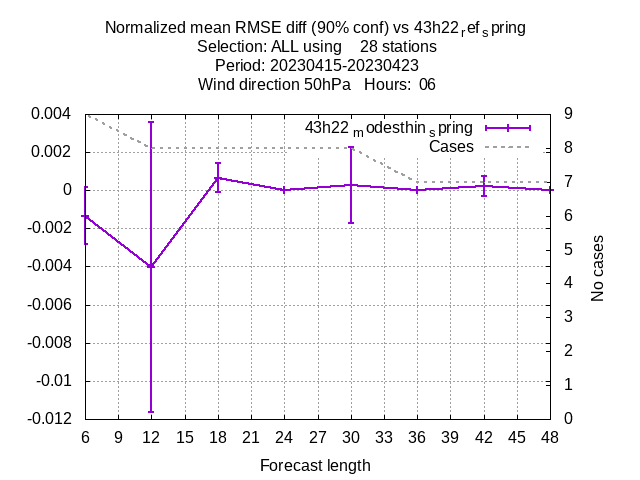 Normalized mean RMSE diff (90% conf) vs 43h22refspring
Selection: ALL using 28 stations
Period: 20230415-20230423
Wind direction 50hPa Hours: 06
43h22modesthinspring
Cases
0.004
0.002
0
-0.002
-0.004
-0.006
-0.008
-0.01
-0.012
9
8
7
6
5
4
3
2
1
0
No cases
6 9 12 15 18 21 24 27 30 33 36 39 42 45 48
Forecast length